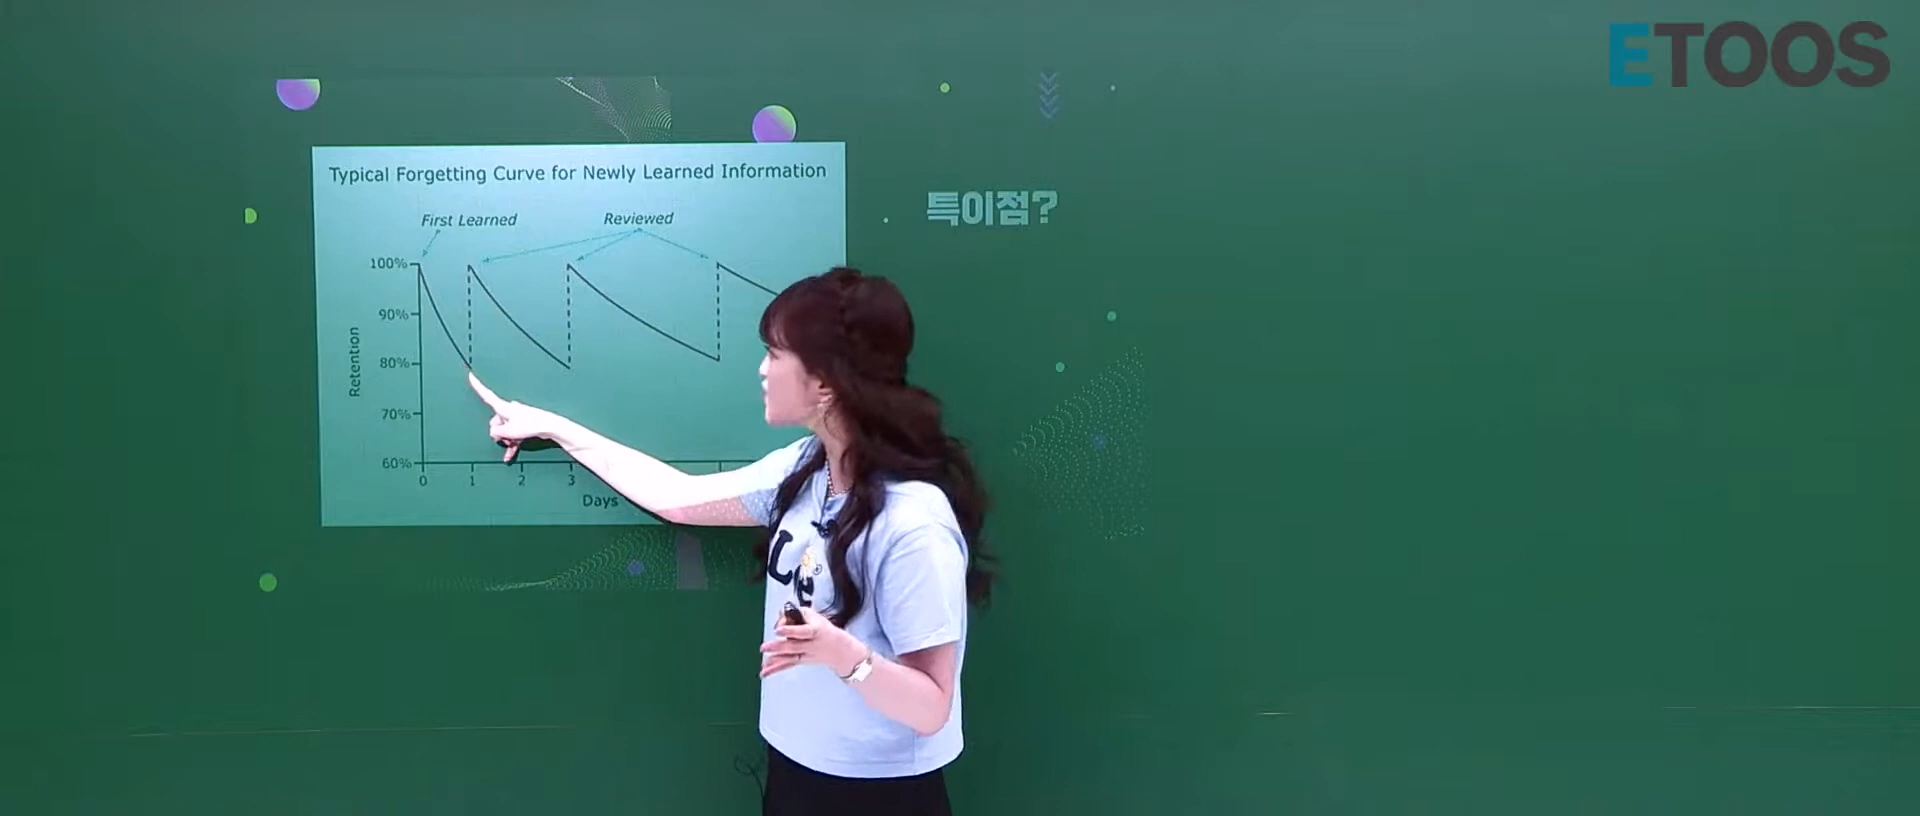 ETOOS
Typical Forgetting Curve for Newly Learned Information
First Learned
Reviewed
특이점?
100%
90%
80%
70%
60%
Retention
0 1 2 3
Days